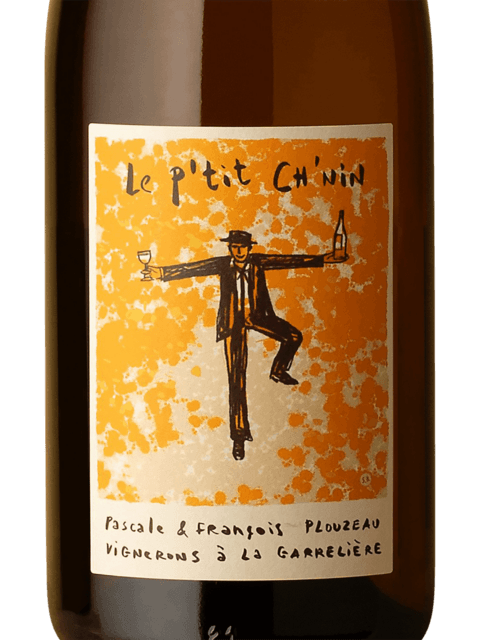 Le p'tit CH'NiN
Pascale & François PLOUZEAU
VIGNERONS à LA GARRELIÈRE